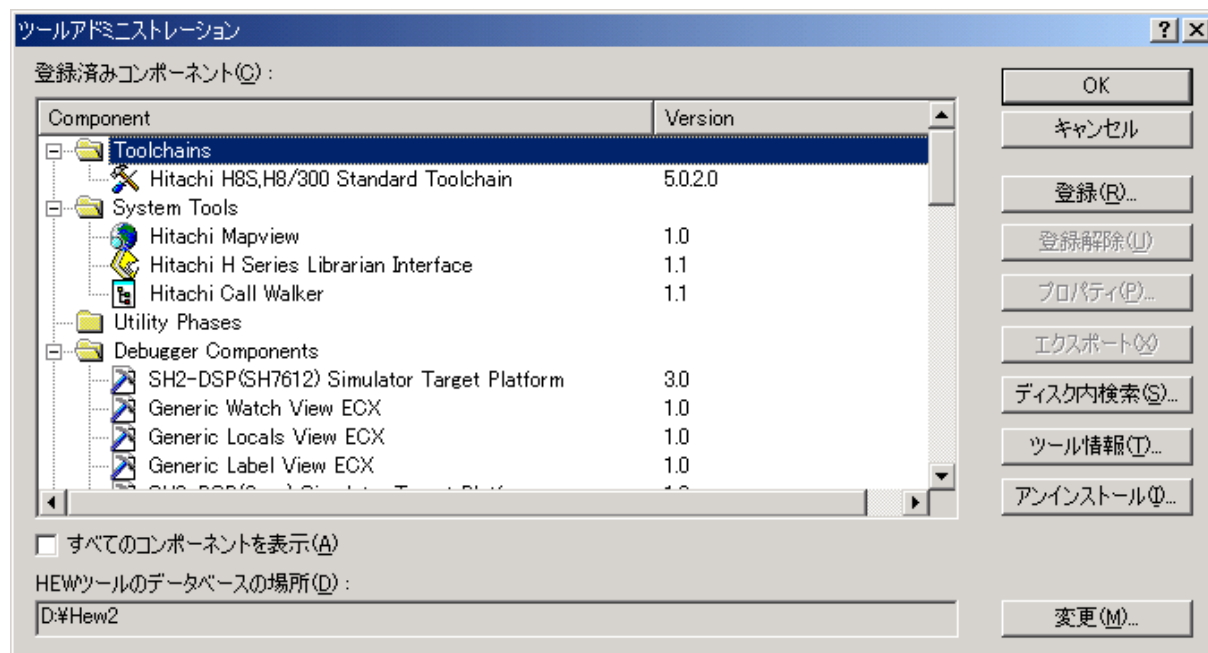 ツールアドミニストレーション
登録済みコンポーネント(C) :
Component Version
Toolchains
Hitachi H8S,H8/300 Standard Toolchain 5.0.2.0
System Tools
Hitachi Mapview 1.0
Hitachi H Series Librarian Interface 1.1
Hitachi Call Walker 1.1
Utility Phases
Debugger Components
SH2-DSP(SH7612) Simulator Target Platform 3.0
Generic Watch View ECX 1.0
Generic Locals View ECX 1.0
Generic Label View ECX 1.0
すべてのコンポーネントを表示(A)
HEWツールのデータベースの場所(D) :
D:¥Hew2
OK
キャンセル
登録(R)...
登録解除(U)
プロパティ(P)...
エクスポート(X)
ディスク内検索(S)...
ツール情報(T)...
アンインストール(I)...
変更(M)...